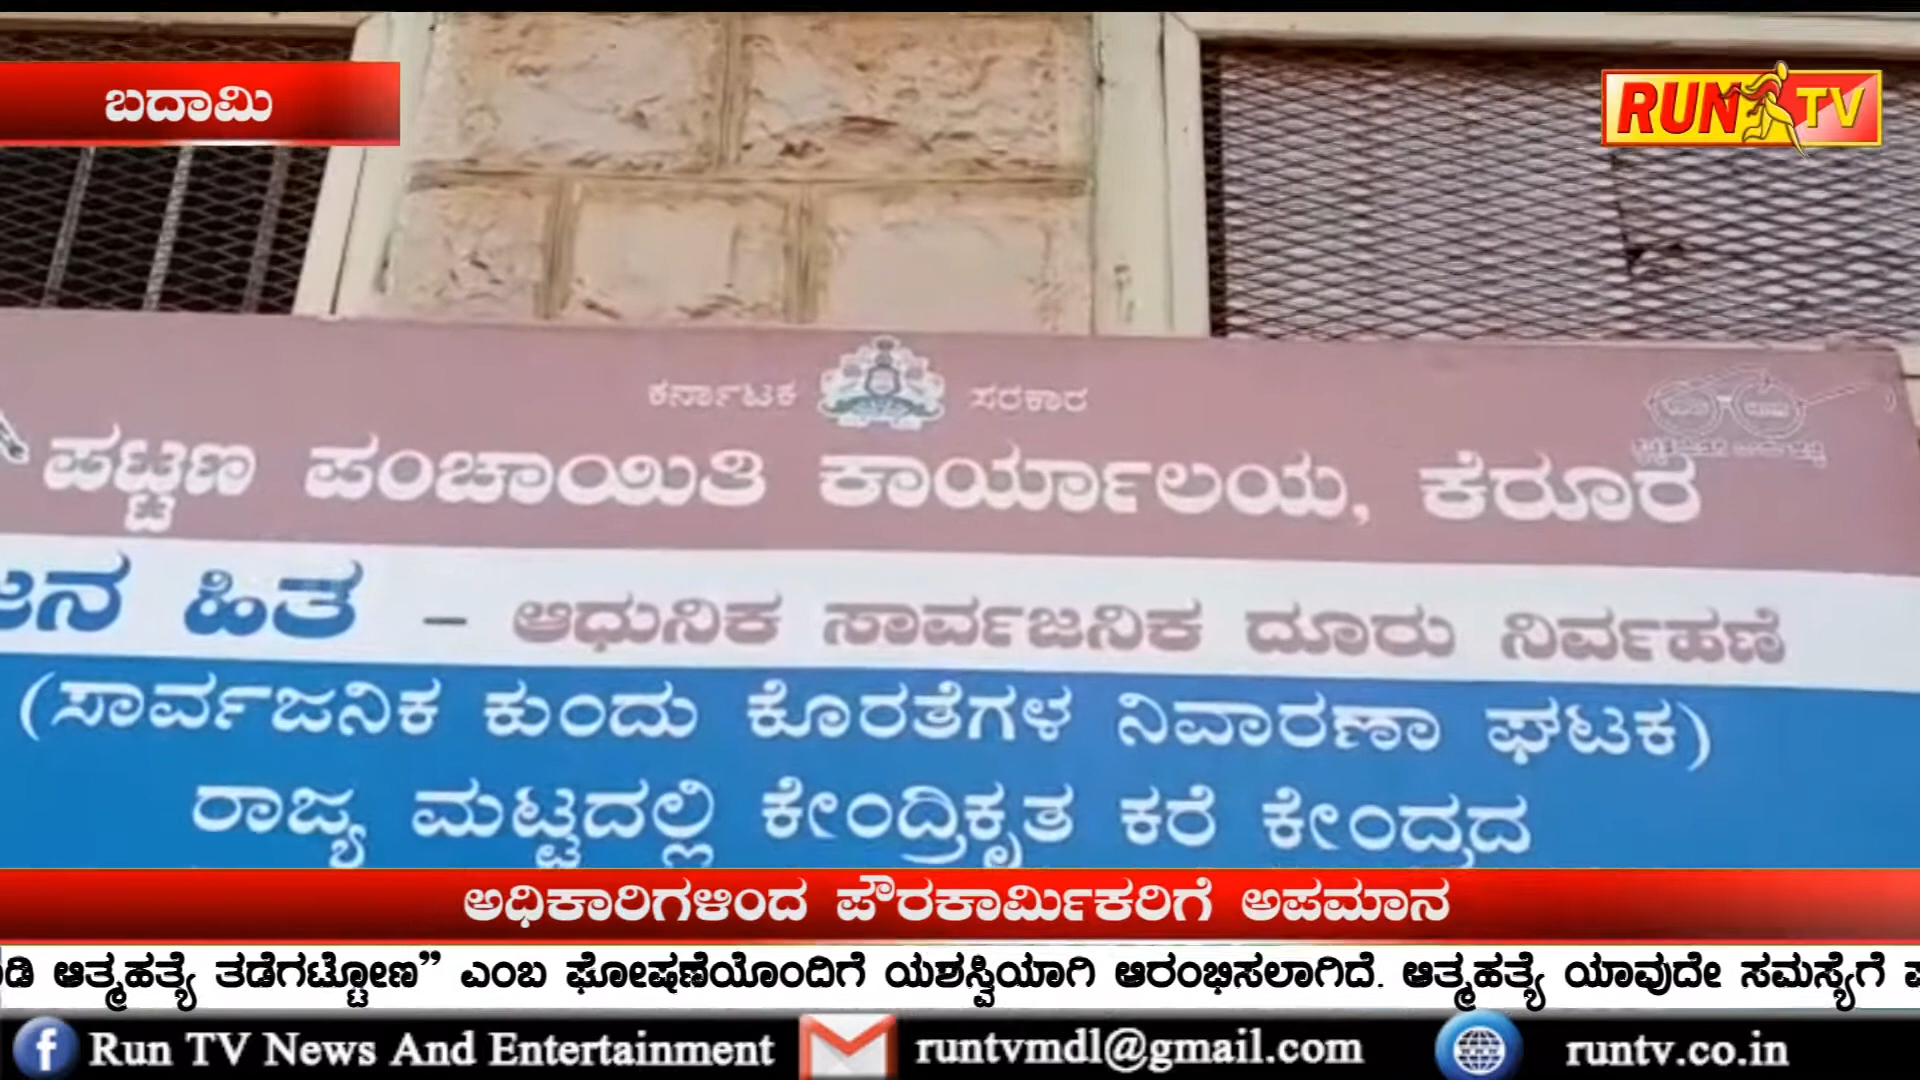 ಬದಾಮಿ
RUN TV
ಕರ್ನಾಟಕ ಸರಕಾರ
ಪಟ್ಟಣ ಪಂಚಾಯಿತಿ ಕಾರ್ಯಾಲಯ, ಕೆರೂರ
ಜನ ಹಿತ – ಆಧುನಿಕ ಸಾರ್ವಜನಿಕ ದೂರು ನಿರ್ವಹಣೆ
(ಸಾರ್ವಜನಿಕ ಕುಂದು ಕೊರತೆಗಳ ನಿವಾರಣಾ ಘಟಕ)
ರಾಜ್ಯ ಮಟ್ಟದಲ್ಲಿ ಕೇಂದ್ರಿಕೃತ ಕರೆ ಕೇಂದ್ರದ
ಅಧಿಕಾರಿಗಳಿಂದ ಪೌರಕಾರ್ಮಿಕರಿಗೆ ಅಪಮಾನ
ಆತ್ಮಹತ್ಯೆ ತಡೆಗಟ್ಟೋಣ” ಎಂಬ ಘೋಷಣೆಯೊಂದಿಗೆ ಯಶಸ್ವಿಯಾಗಿ ಆರಂಭಿಸಲಾಗಿದೆ. ಆತ್ಮಹತ್ಯೆ ಯಾವುದೇ ಸಮಸ್ಯೆಗೆ
Run TV News And Entertainment runtvmdl@gmail.com runtv.co.in